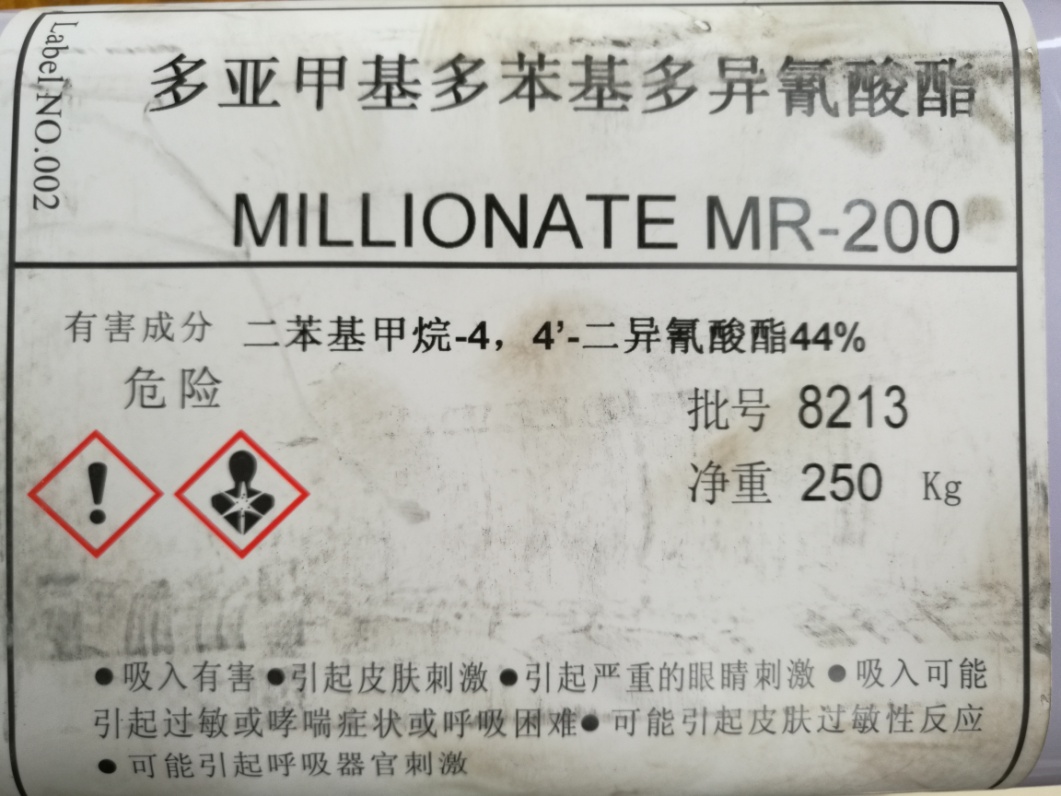 Label NO.002
多亚甲基多苯基多异氰酸酯
MILLIONATE MR-200
有害成分 二苯基甲烷-4，4’-二异氰酸酯44%
危险
批号 8213
净重 250 Kg
●吸入有害●引起皮肤刺激●引起严重的眼睛刺激●吸入可能
引起过敏或哮喘症状或呼吸困难●可能引起皮肤过敏性反应
●可能引起呼吸器官刺激